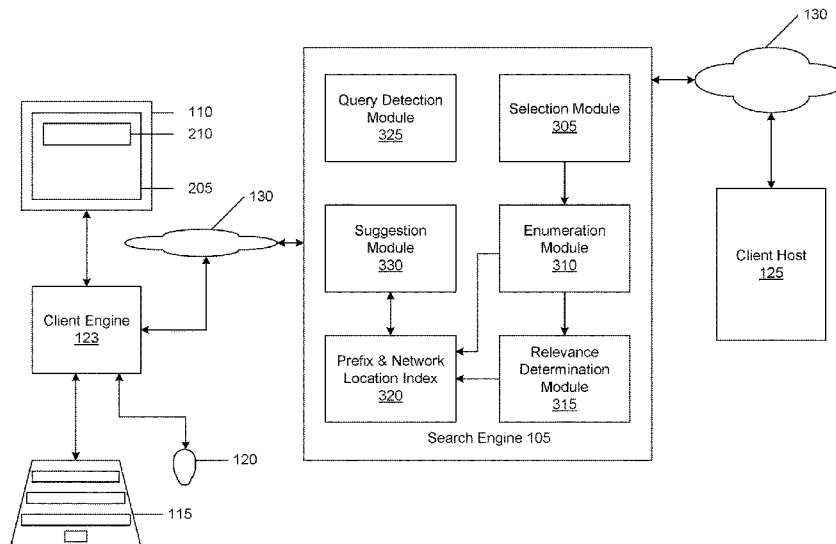 130
110
210
205
130
Query Detection
Module
325
Selection Module
305
Suggestion
Module
330
Enumeration
Module
310
Client Host
125
Client Engine
123
Prefix & Network
Location Index
320
Relevance
Determination
Module
315
Search Engine 105
120
115